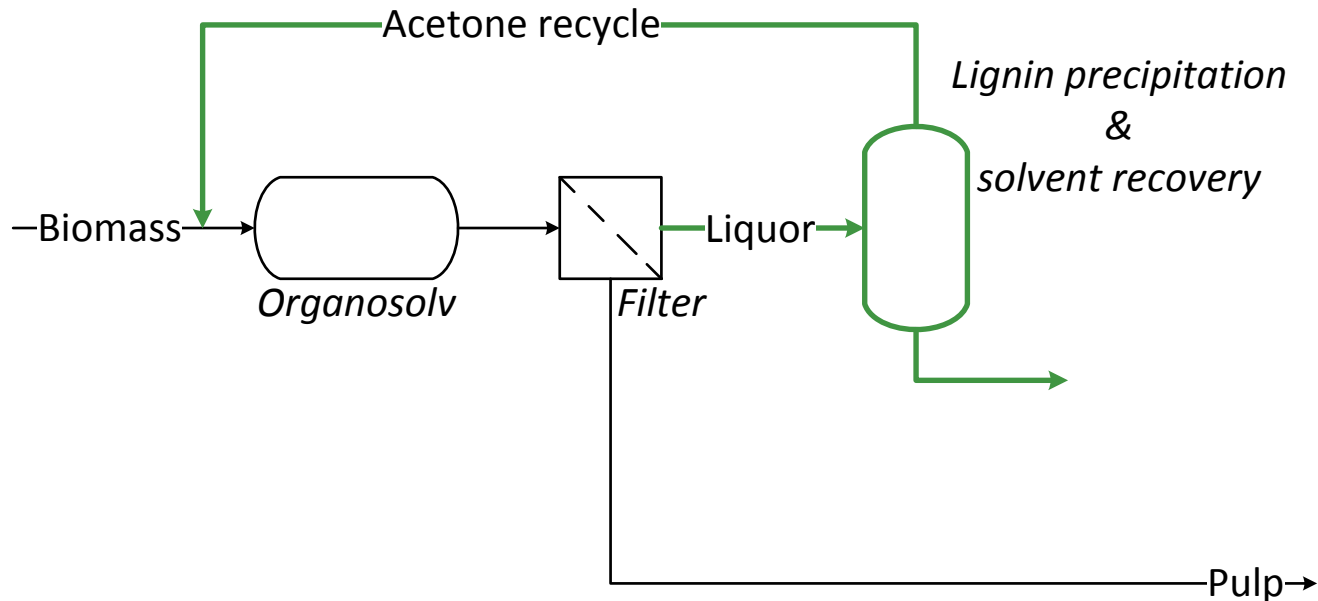 Acetone recycle
Lignin precipitation
&
solvent recovery
Biomass
Liquor
Organosolv
Filter
Pulp